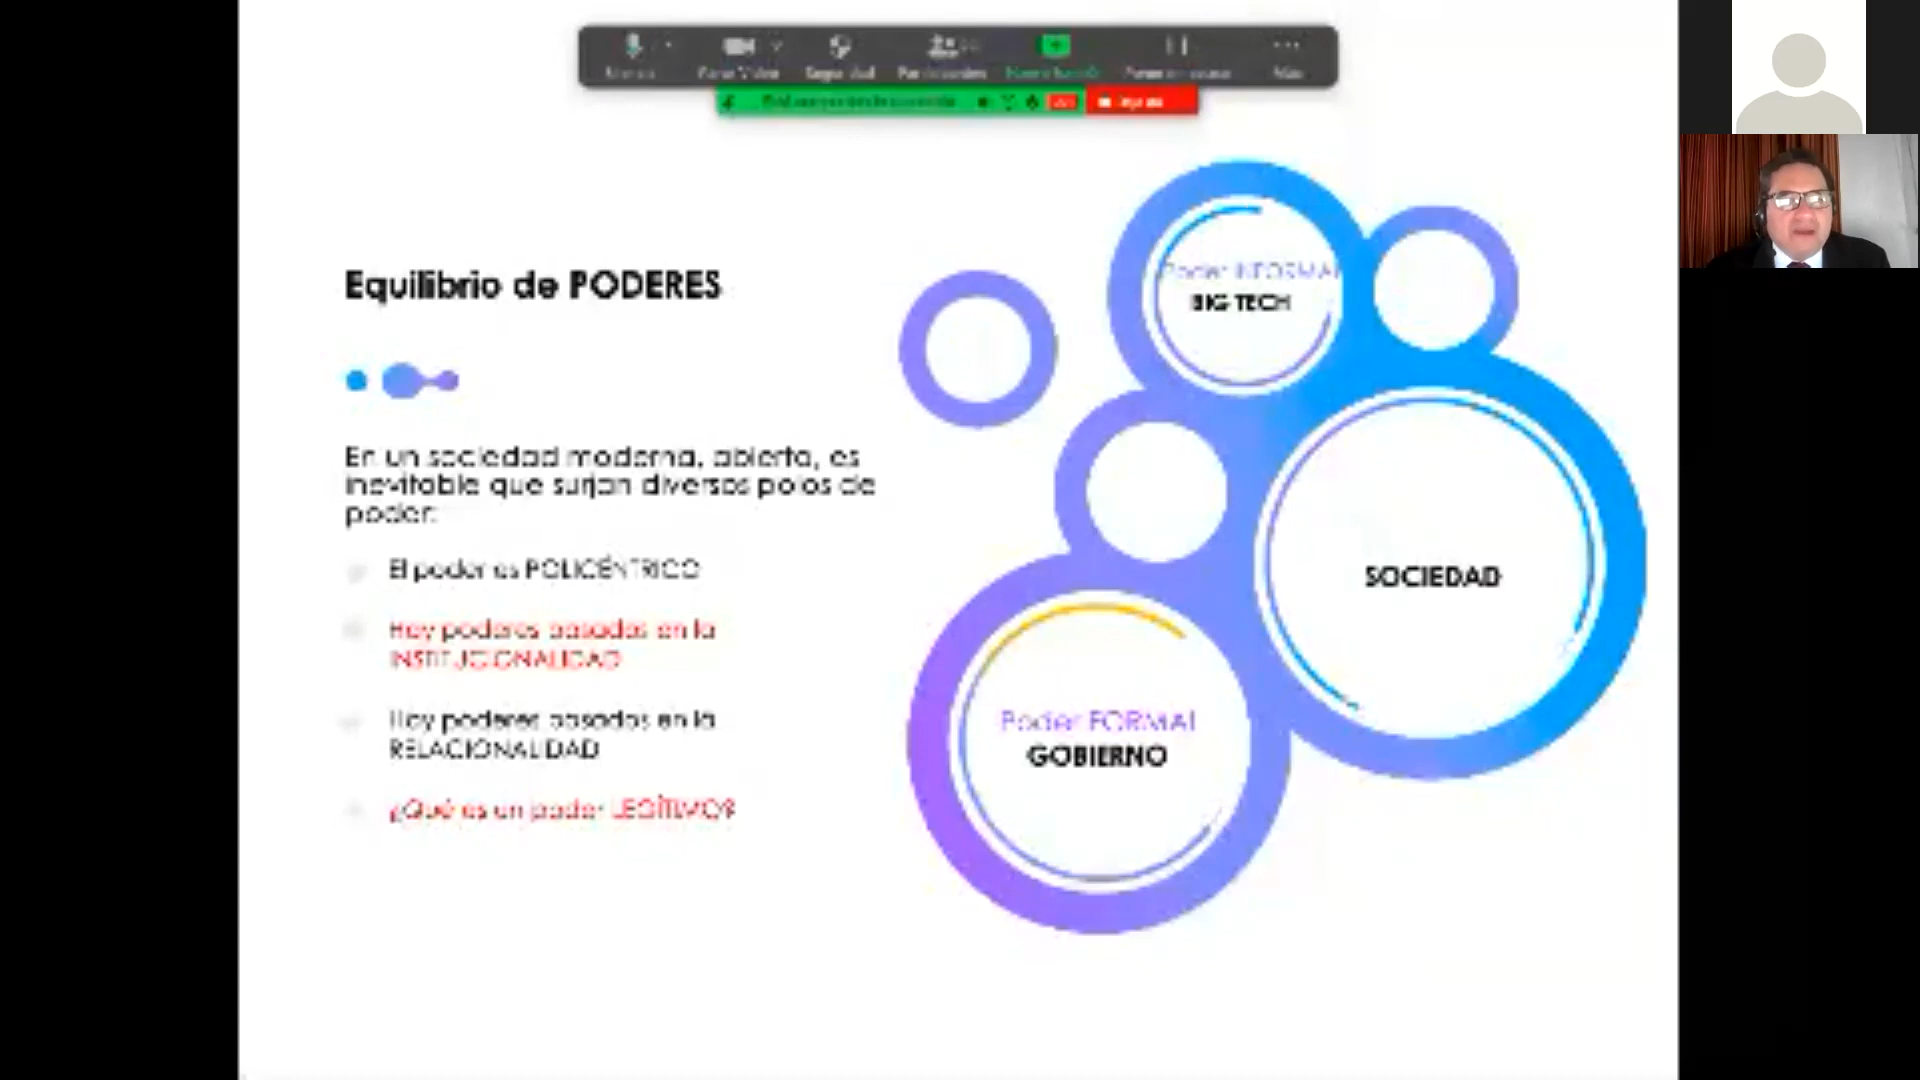 Equilibrio de PODERES
En un sociedad moderna, abierta, es
inevitable que surjan diversos polos de
poder:
El poder es POLICÉNTRICO
Hay poderes basados en la
INSTITUCIONALIDAD
Hay poderes basados en la
RELACIONALIDAD
¿Qué es un poder LEGÍTIMO?
Poder INFORMAL
BIG TECH
SOCIEDAD
Poder FORMAL
GOBIERNO